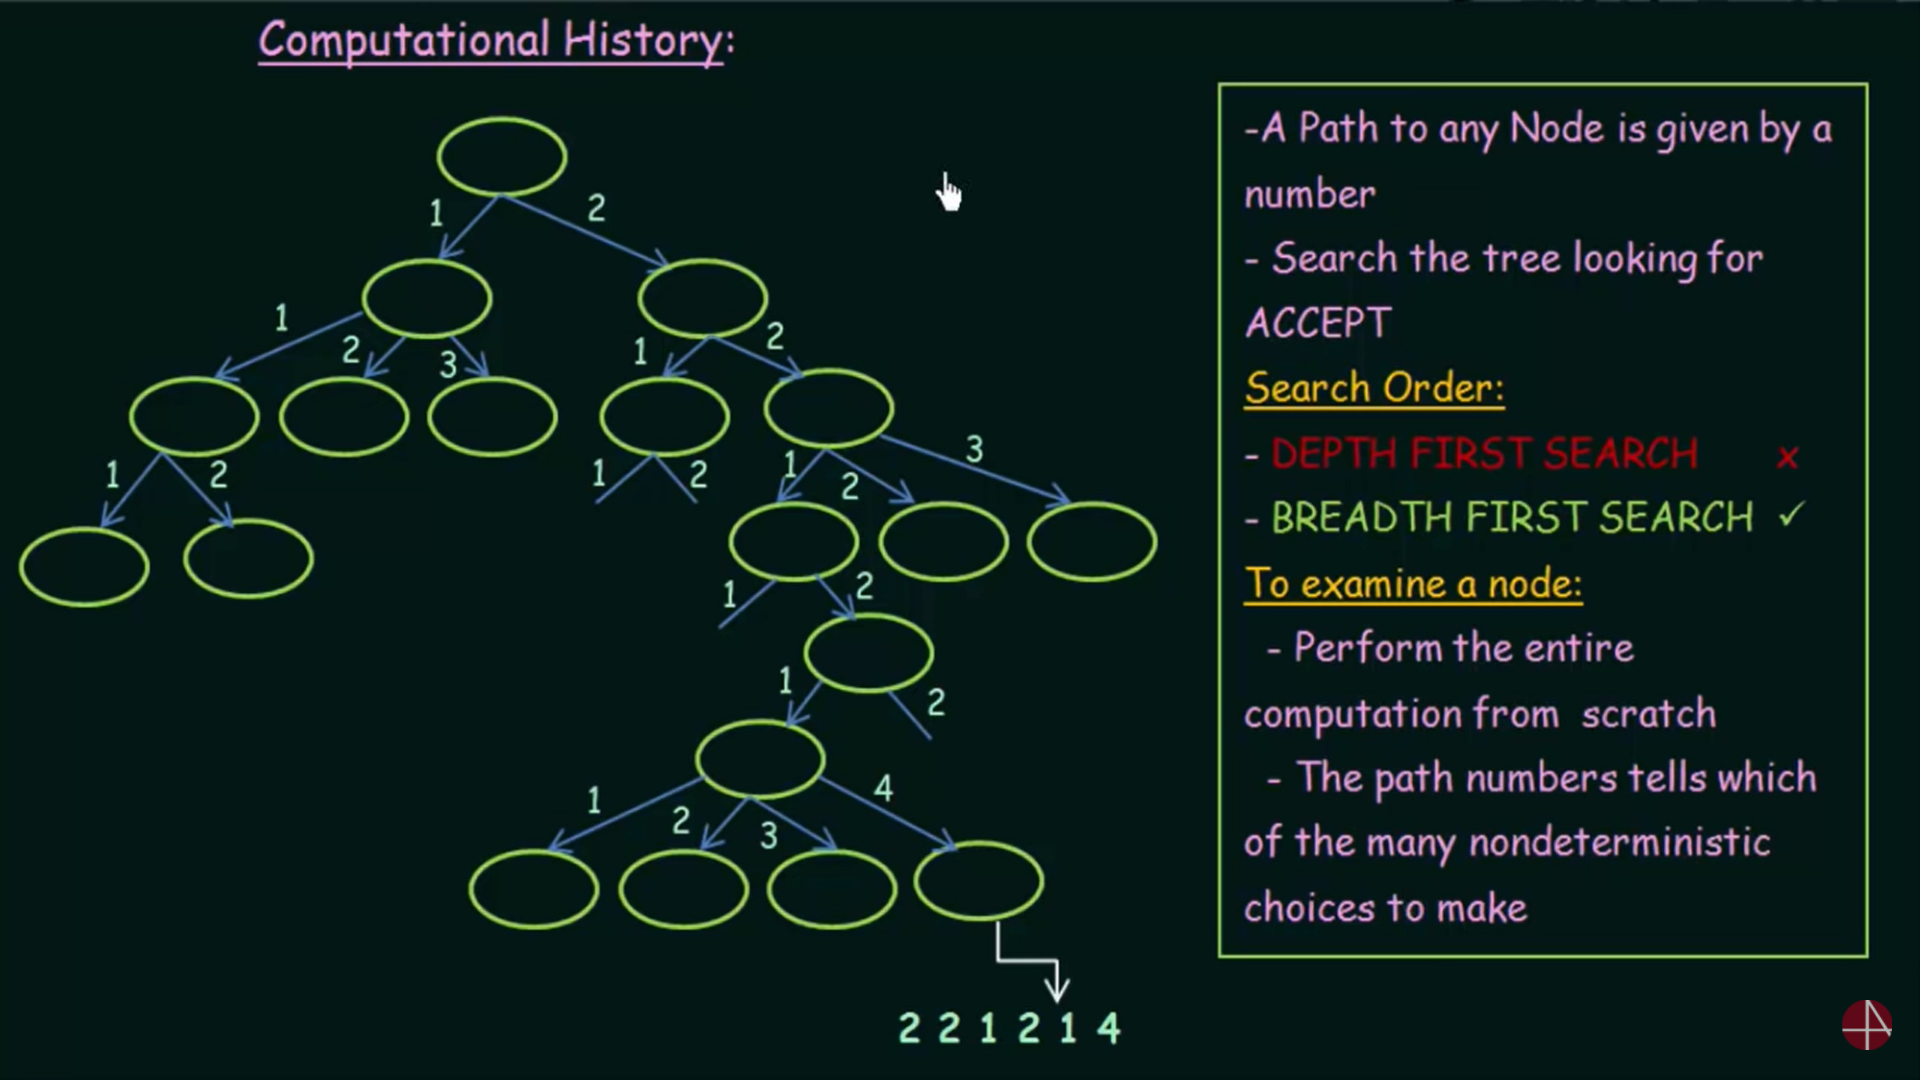 Computational History:
1 2
1 2 3 1 2
1 2 1 2 1 2 3
1 2
1 2
1 2 3 4
2 2 1 2 1 4
-A Path to any Node is given by a
number
- Search the tree looking for
ACCEPT
Search Order:
- DEPTH FIRST SEARCH x
- BREADTH FIRST SEARCH ✓
To examine a node:
- Perform the entire
computation from scratch
- The path numbers tells which
of the many nondeterministic
choices to make